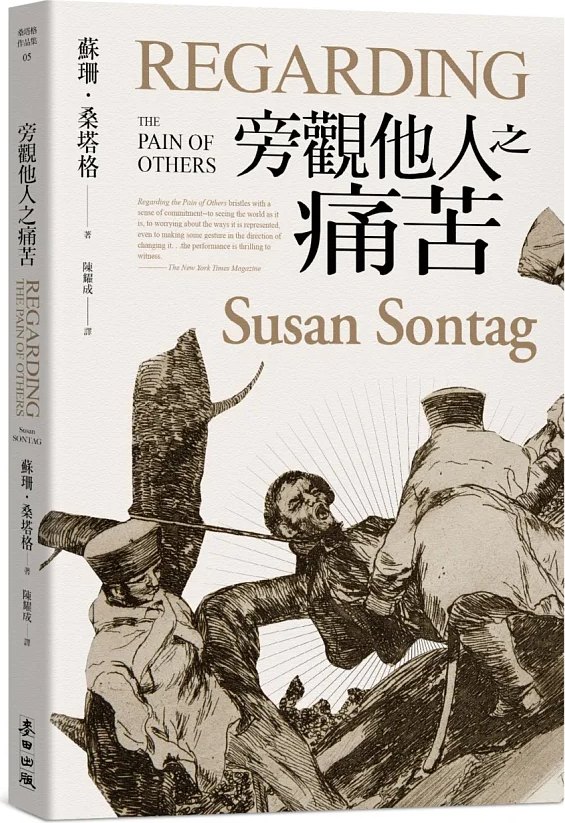 桑塔格
作品集
05
旁觀他人之痛苦
REGARDING
THE PAIN OF OTHERS
Susan
SONTAG
蘇珊・桑塔格
著
陳耀成
譯
麥田出版
蘇珊・桑塔格
著
陳耀成
譯
REGARDING
THE
PAIN OF
OTHERS
旁觀他人之
痛苦
Regarding the Pain of Others bristles with a
sense of commitment–to seeing the world as it
is, to worrying about the ways it is represented,
even to making some gesture in the direction of
changing it. . .the performance is thrilling to
witness.
The New York Times Magazine
Susan Sontag